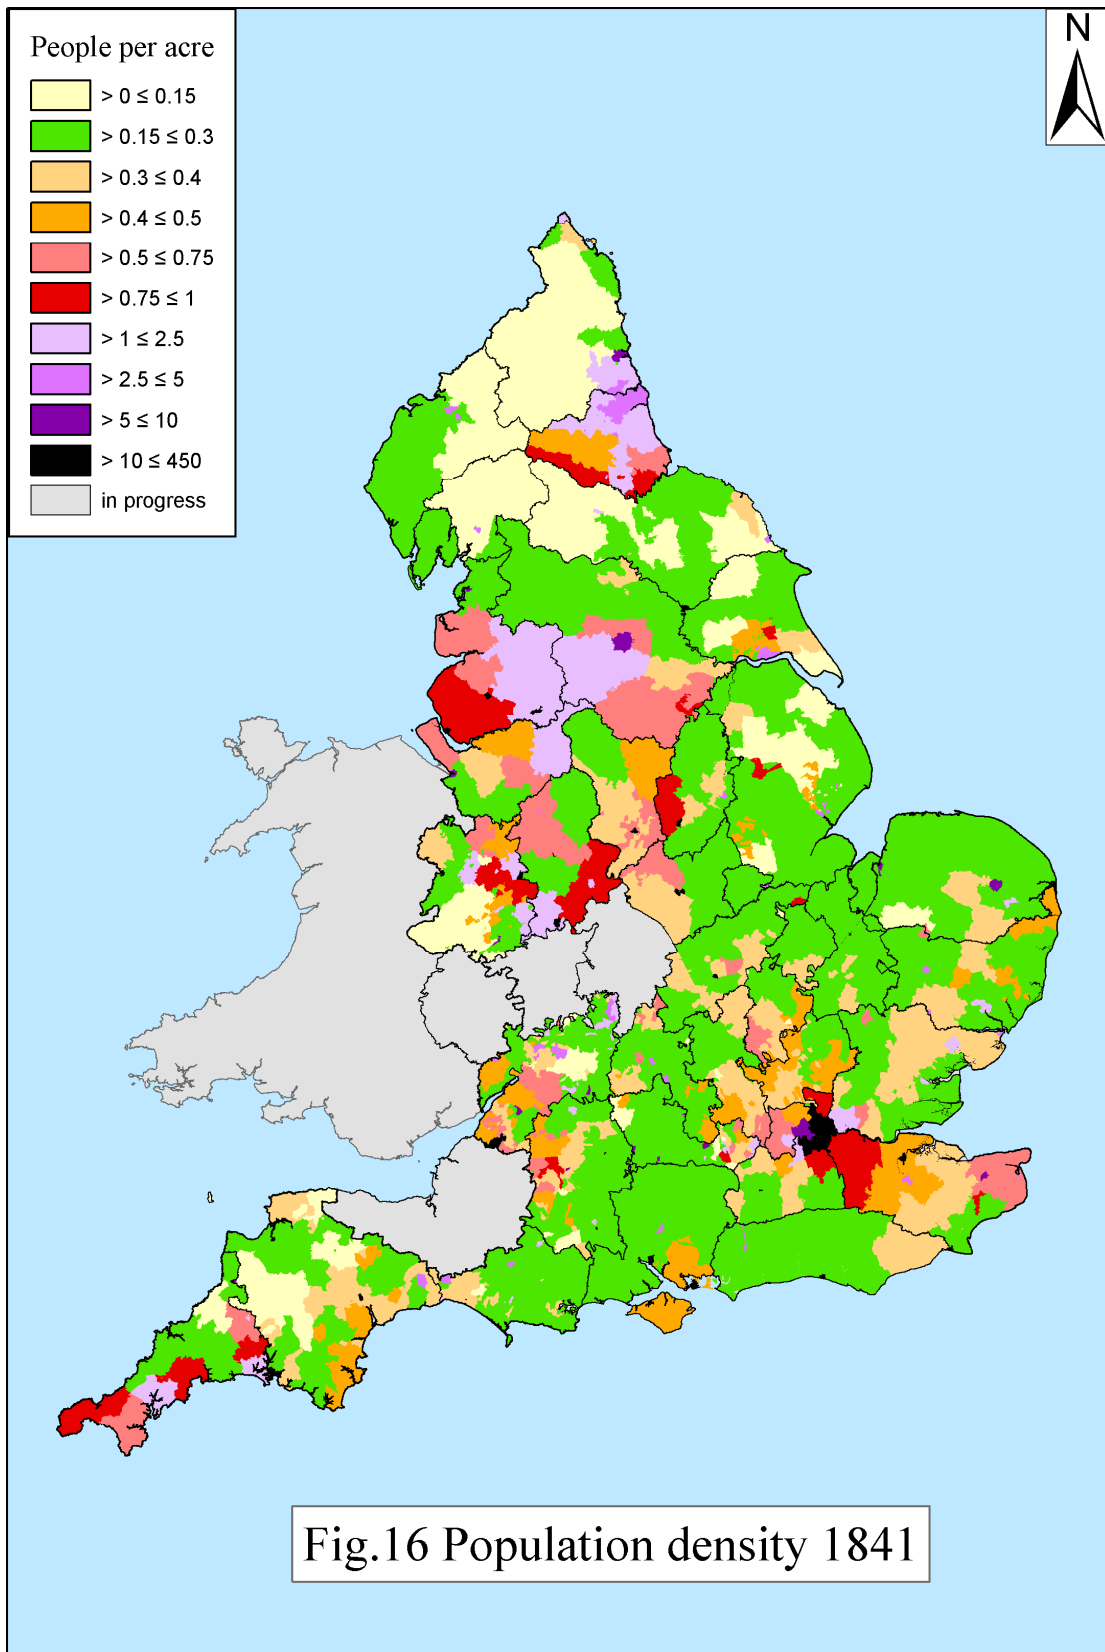 People per acre
> 0 ≤ 0.15
> 0.15 ≤ 0.3
> 0.3 ≤ 0.4
> 0.4 ≤ 0.5
> 0.5 ≤ 0.75
> 0.75 ≤ 1
> 1 ≤ 2.5
> 2.5 ≤ 5
> 5 ≤ 10
> 10 ≤ 450
in progress
N
Fig.16 Population density 1841